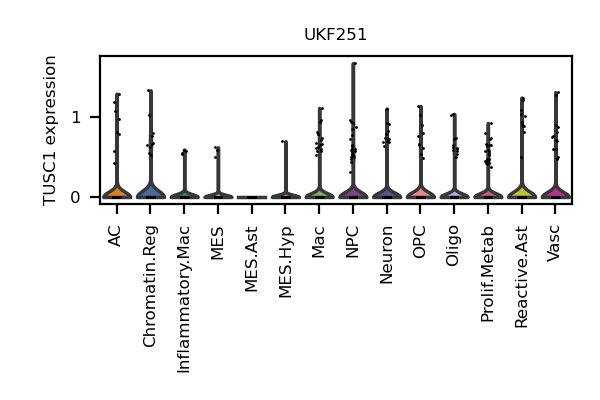 UKF251
TUSC1 expression
1
0
AC
Chromatin.Reg
Inflammatory.Mac
MES
MES.Ast
MES.Hyp
Mac
NPC
Neuron
OPC
Oligo
Prolif.Metab
Reactive.Ast
Vasc